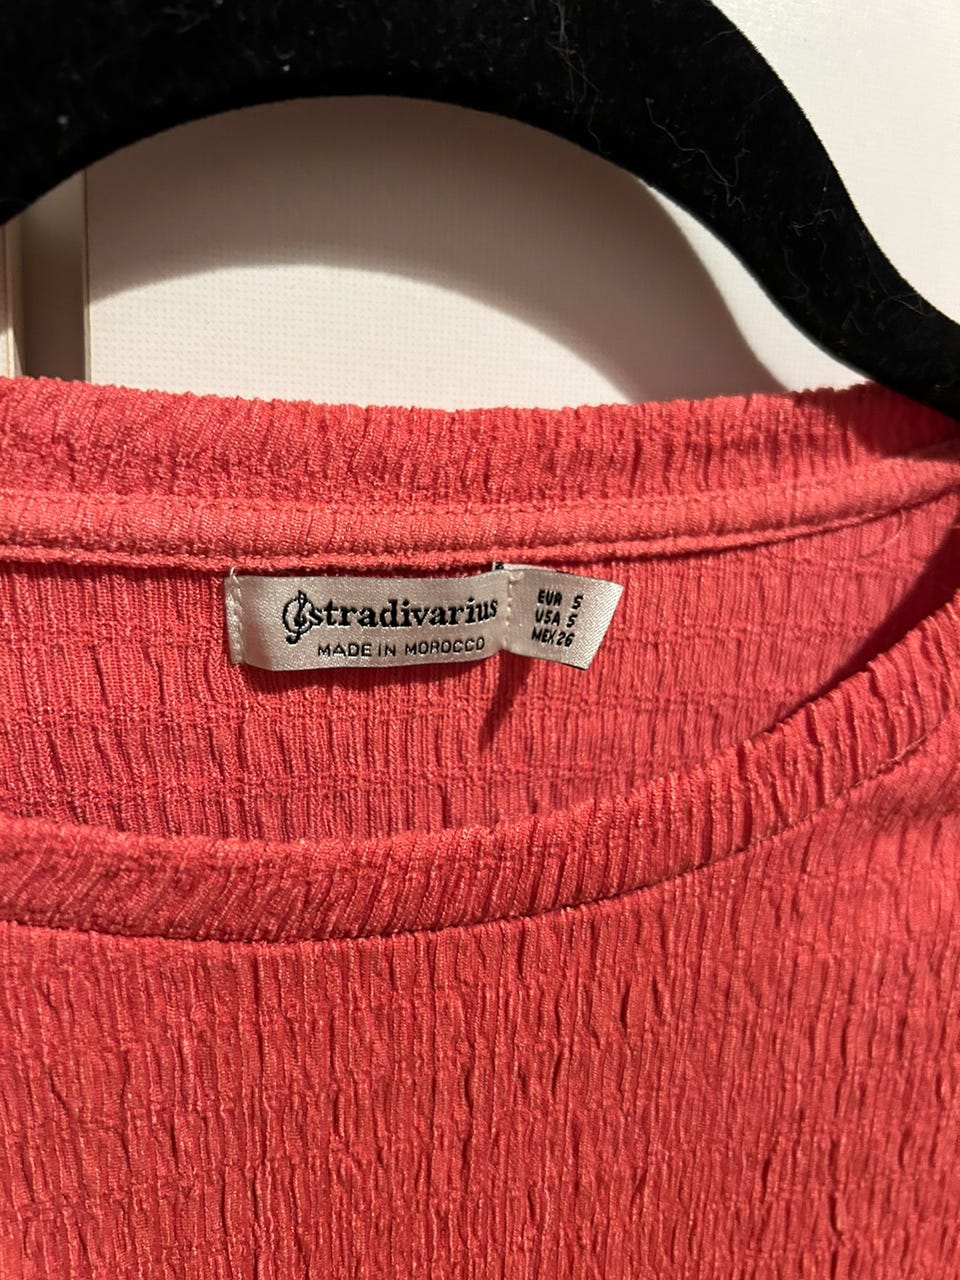 stradivarius
MADE IN MOROCCO
EUR S
USA S
MEX 26